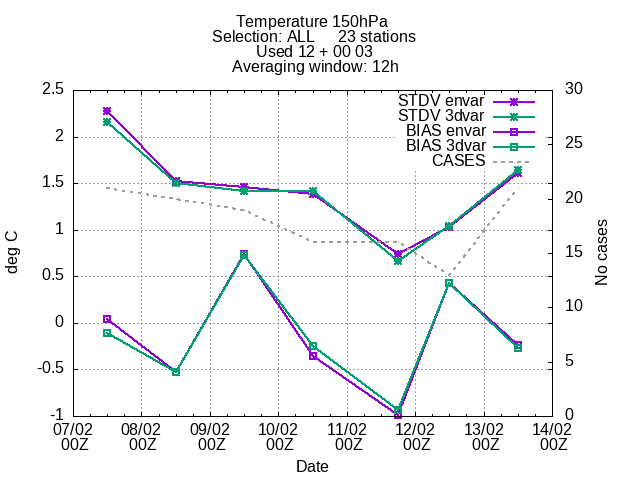 Temperature 150hPa
Selection: ALL 23 stations
Used 12 + 00 03
Averaging window: 12h
STDV envar
STDV 3dvar
BIAS envar
BIAS 3dvar
CASES
2.5
2
1.5
1
0.5
0
-0.5
-1
deg C
30
25
20
15
10
5
0
No cases
07/02 08/02 09/02 10/02 11/02 12/02 13/02 14/02
00Z 00Z 00Z 00Z 00Z 00Z 00Z 00Z
Date